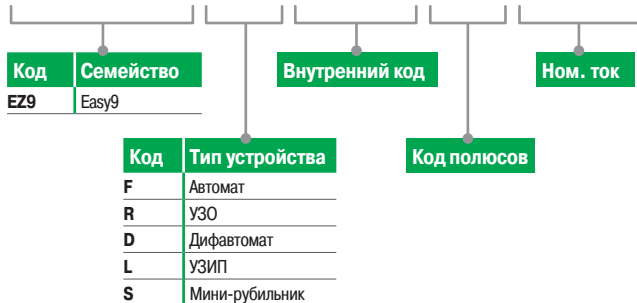 Код Семейство Внутренний код Ном. ток
EZ9 Easy9
Код Тип устройства Код полюсов
F Автомат
R УЗО
D Дифавтомат
L УЗИП
S Мини-рубильник